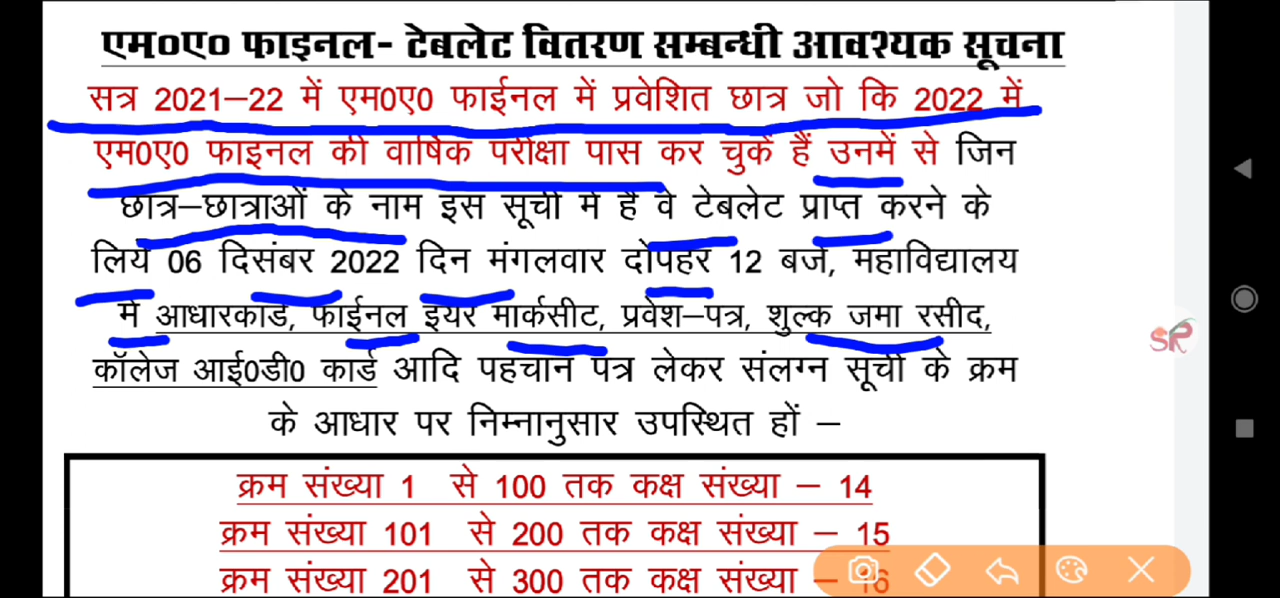 एम०ए० फाइनल- टेबलेट वितरण सम्बन्धी आवश्यक सूचना
सत्र 2021–22 में एम0ए0 फाईनल में प्रवेशित छात्र जो कि 2022 में
एम0ए0 फाइनल की वार्षिक परीक्षा पास कर चुके हैं उनमें से जिन
छात्र–छात्राओं के नाम इस सूची में हैं वे टेबलेट प्राप्त करने के
लिये 06 दिसंबर 2022 दिन मंगलवार दोपहर 12 बजे, महाविद्यालय
में आधारकार्ड, फाईनल इयर मार्कसीट, प्रवेश–पत्र, शुल्क जमा रसीद,
कॉलेज आई0डी0 कार्ड आदि पहचान पत्र लेकर संलग्न सूची के क्रम
के आधार पर निम्नानुसार उपस्थित हों –
क्रम संख्या 1 से 100 तक कक्ष संख्या – 14
क्रम संख्या 101 से 200 तक कक्ष संख्या – 15
क्रम संख्या 201 से 300 तक कक्ष संख्या – 16
SR